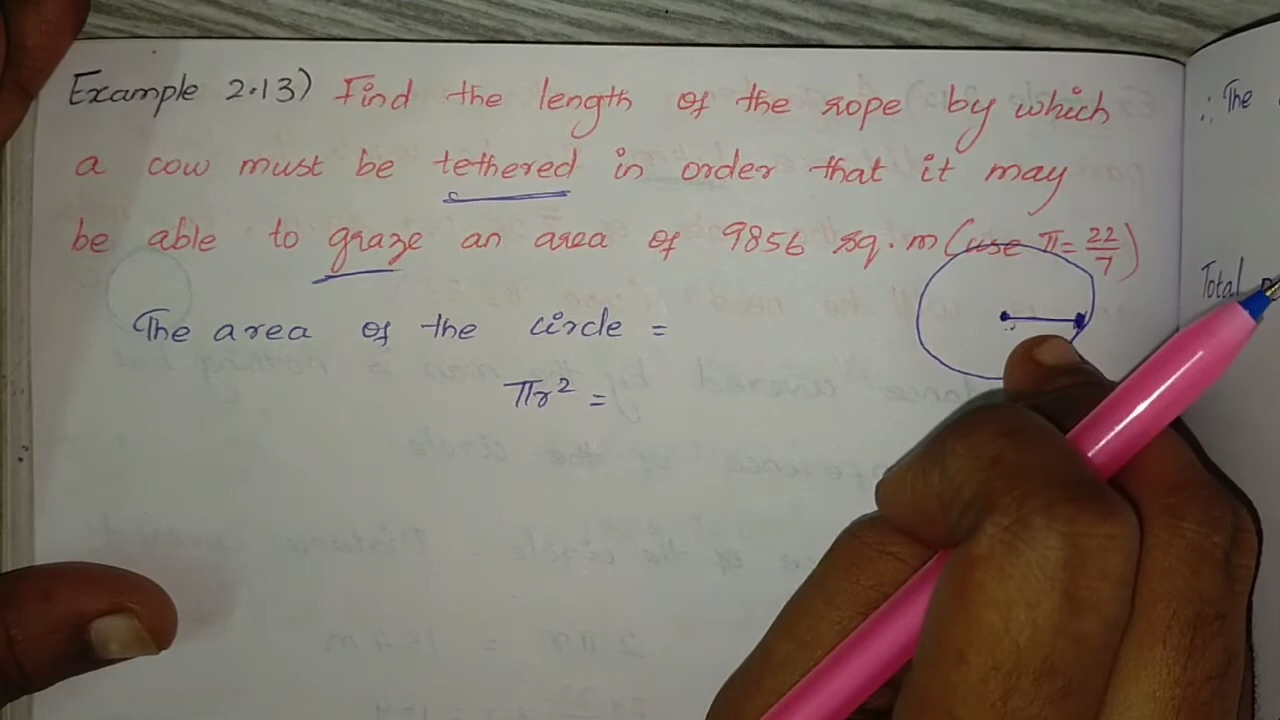 Example 2.13) Find the length of the rope by which
a cow must be tethered in order that it may
be able to graze an area of 9856 sq.m (use π = 22/7)
The area of the circle =
πr² =
∴ The
Total